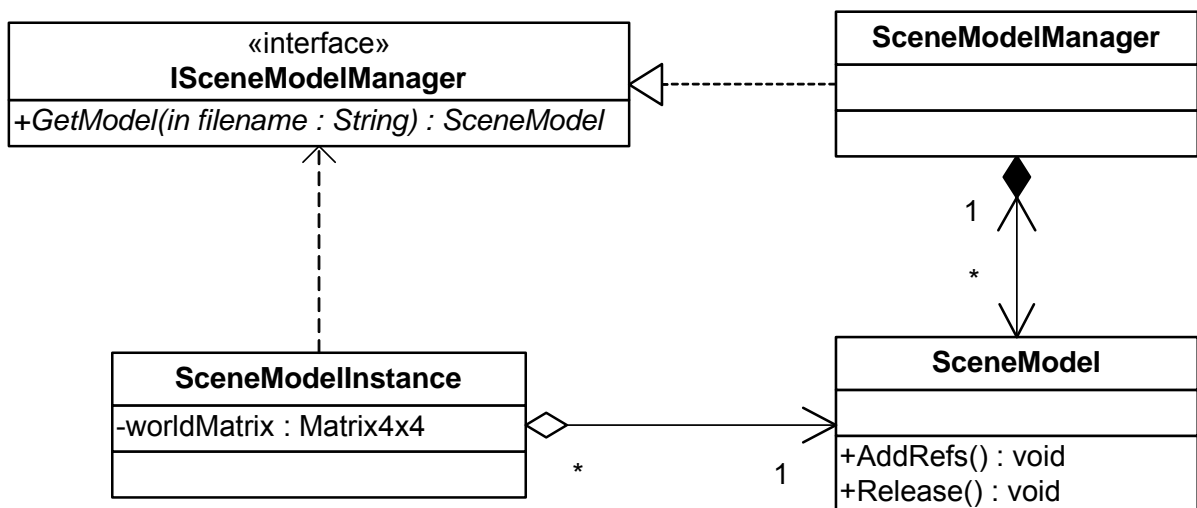 «interface»
ISceneModelManager
+GetModel(in filename : String) : SceneModel
SceneModelManager
1
*
SceneModelInstance
-worldMatrix : Matrix4x4
*
1
SceneModel
+AddRefs() : void
+Release() : void